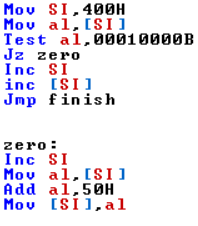 Mov SI,400H
Mov al,[SI]
Test al,00010000B
Jz zero
Inc SI
inc [SI]
Jmp finish
zero:
Inc SI
Mov al,[SI]
Add al,50H
Mov [SI],al